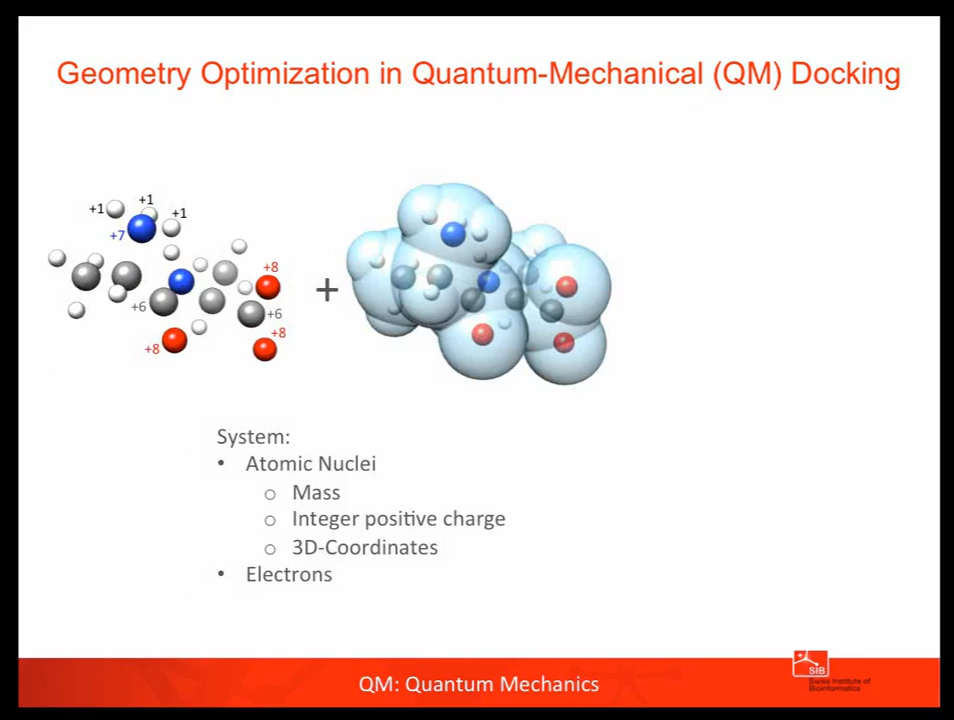 Geometry Optimization in Quantum-Mechanical (QM) Docking
+1
+1
+1
+7
+8
+6
+6
+8
+8
+
System:
• Atomic Nuclei
o Mass
o Integer positive charge
o 3D-Coordinates
• Electrons
QM: Quantum Mechanics
SIB
Swiss Institute of
Bioinformatics